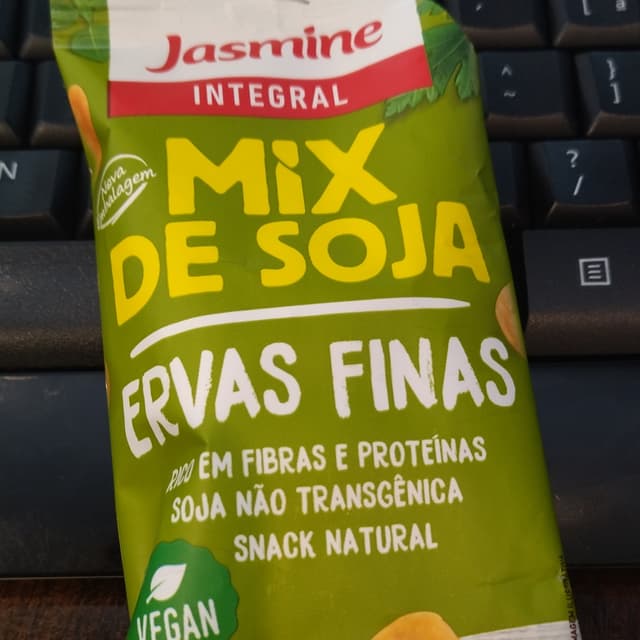 Jasmine
INTEGRAL
Nova
Embalagem
MiX
DE SOJA
ERVAS FINAS
RICO EM FIBRAS E PROTEÍNAS
SOJA NÃO TRANSGÊNICA
SNACK NATURAL
VEGAN
N
^
~
?
/